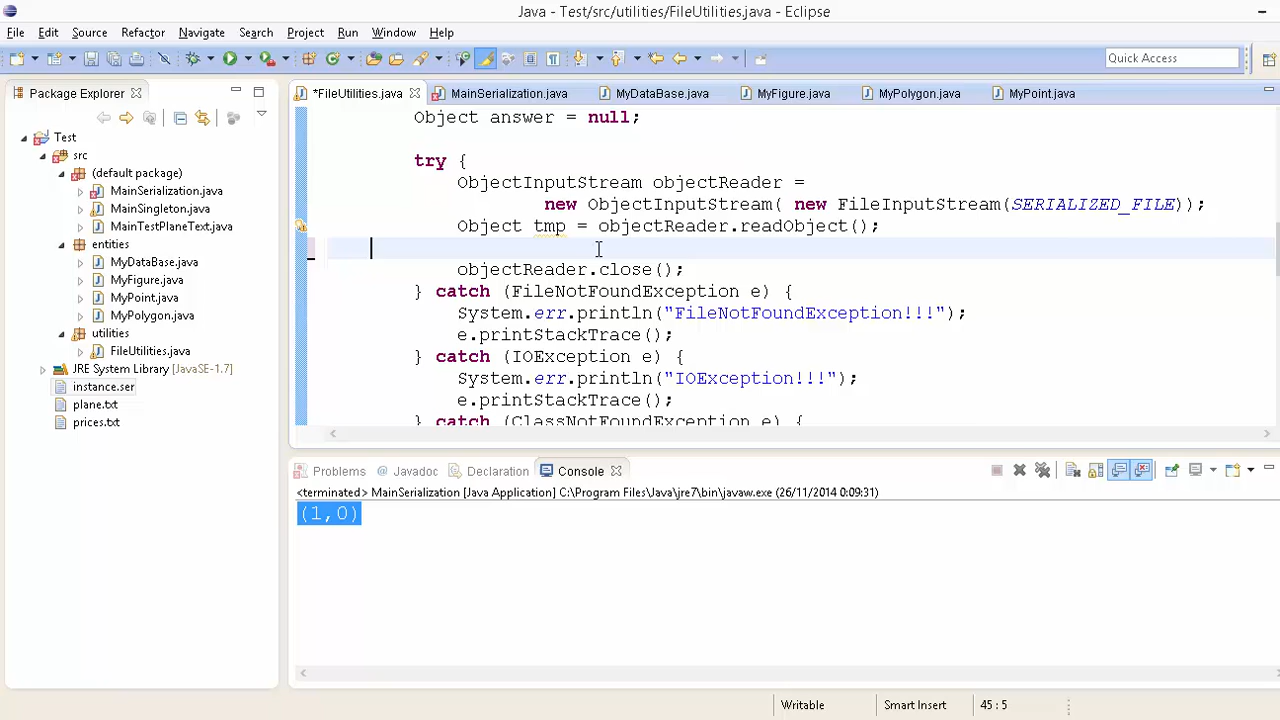 Java - Test/src/utilities/FileUtilities.java - Eclipse
File Edit Source Refactor Navigate Search Project Run Window Help
Quick Access
Package Explorer
*FileUtilities.java MainSerialization.java MyDataBase.java MyFigure.java MyPolygon.java MyPoint.java
Test
src
(default package)
MainSerialization.java
MainSingleton.java
MainTestPlaneText.java
entities
MyDataBase.java
MyFigure.java
MyPoint.java
MyPolygon.java
utilities
FileUtilities.java
JRE System Library [JavaSE-1.7]
instance.ser
plane.txt
prices.txt
Object answer = null;
try {
ObjectInputStream objectReader =
new ObjectInputStream( new FileInputStream(SERIALIZED_FILE));
Object tmp = objectReader.readObject();
objectReader.close();
} catch (FileNotFoundException e) {
System.err.println("FileNotFoundException!!!");
e.printStackTrace();
} catch (IOException e) {
System.err.println("IOException!!!");
e.printStackTrace();
} catch (ClassNotFoundException e) {
Problems Javadoc Declaration Console
<terminated> MainSerialization [Java Application] C:\Program Files\Java\jre7\bin\javaw.exe (26/11/2014 0:09:31)
(1,0)
Writable Smart Insert 45 : 5